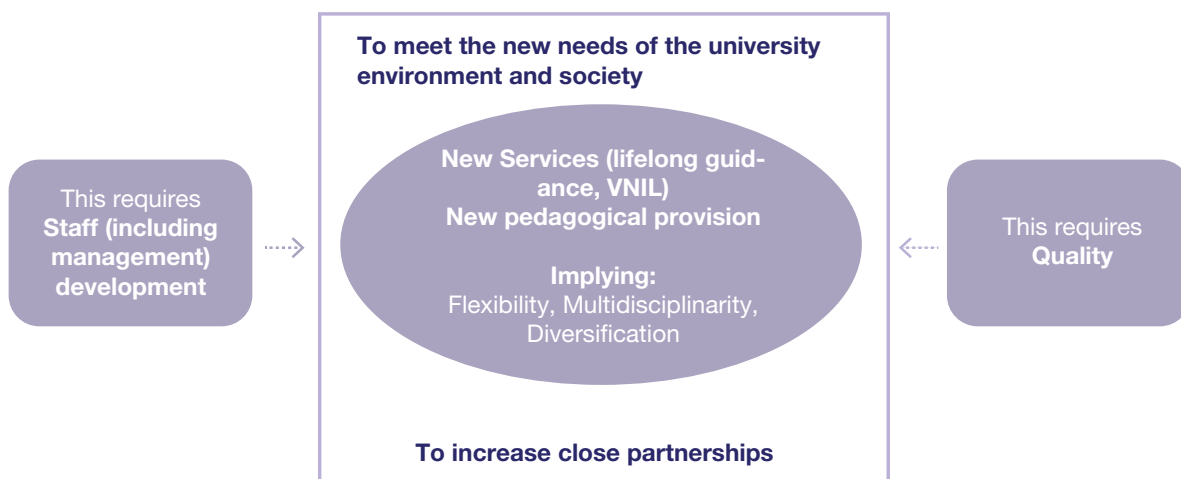 To meet the new needs of the university
environment and society
New Services (lifelong guid-
ance, VNIL)
New pedagogical provision
Implying:
Flexibility, Multidisciplinarity,
Diversification
To increase close partnerships
This requires
Staff (including
management)
development
This requires
Quality